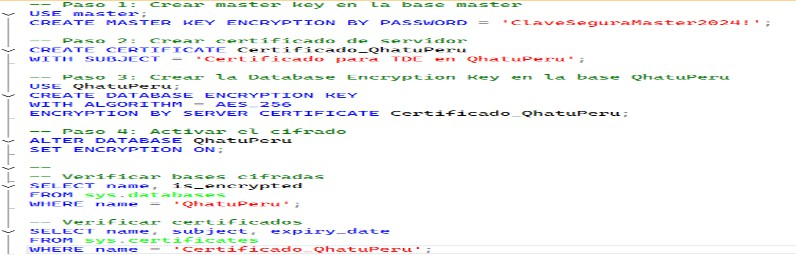 -- Paso 1: Crear master key en la base master
USE master;
CREATE MASTER KEY ENCRYPTION BY PASSWORD = 'ClaveSeguraMaster2024!';
-- Paso 2: Crear certificado de servidor
CREATE CERTIFICATE Certificado_QhatuPeru
WITH SUBJECT = 'Certificado para TDE en QhatuPeru';
-- Paso 3: Crear la Database Encryption Key en la base QhatuPeru
USE QhatuPeru;
CREATE DATABASE ENCRYPTION KEY
WITH ALGORITHM = AES_256
ENCRYPTION BY SERVER CERTIFICATE Certificado_QhatuPeru;
-- Paso 4: Activar el cifrado
ALTER DATABASE QhatuPeru
SET ENCRYPTION ON;
--
-- Verificar bases cifradas
SELECT name, is_encrypted
FROM sys.databases
WHERE name = 'QhatuPeru';
-- Verificar certificados
SELECT name, subject, expiry_date
FROM sys.certificates
WHERE name = 'Certificado_QhatuPeru';